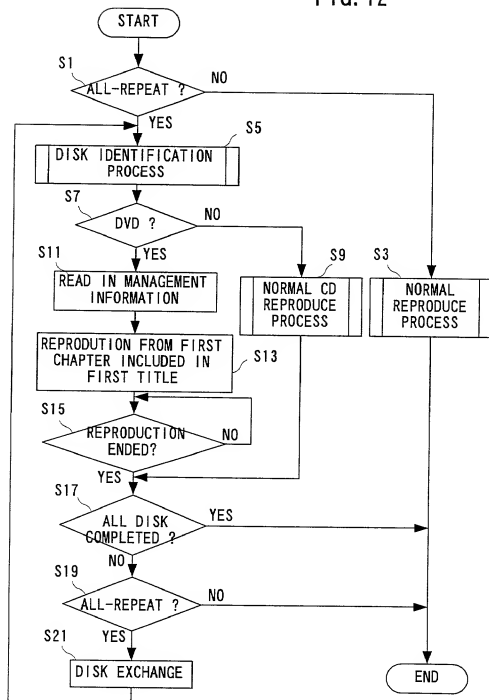 FIG. 12
START
S1
ALL-REPEAT ?
NO
YES
S5
DISK IDENTIFICATION
PROCESS
S7
DVD ?
NO
YES
S11
READ IN MANAGEMENT
INFORMATION
S9
NORMAL CD
REPRODUCE
PROCESS
S3
NORMAL
REPRODUCE
PROCESS
REPRODUTION FROM FIRST
CHAPTER INCLUDED IN
FIRST TITLE
S13
S15
REPRODUCTION
ENDED?
NO
YES
S17
ALL DISK
COMPLETED ?
YES
NO
S19
ALL-REPEAT ?
NO
YES
S21
DISK EXCHANGE
END